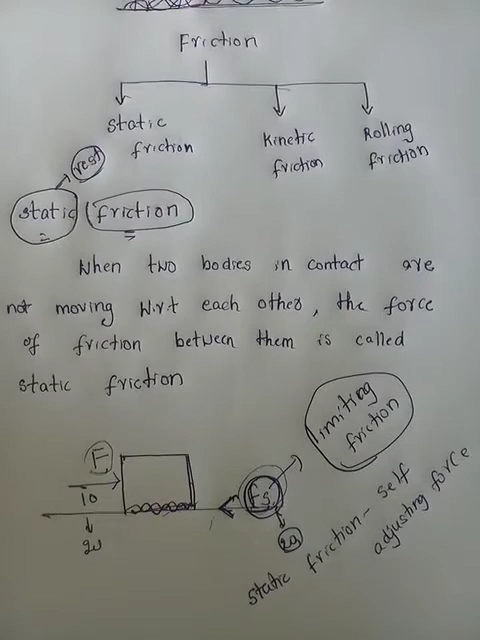 Friction
Static
friction
Kinetic
friction
Rolling
friction
rest
static friction
When two bodies in contact are
not moving w.r.t each other, the force
of friction between them is called
static friction
limiting
friction
F
10
fs
static friction - self
adjusting force